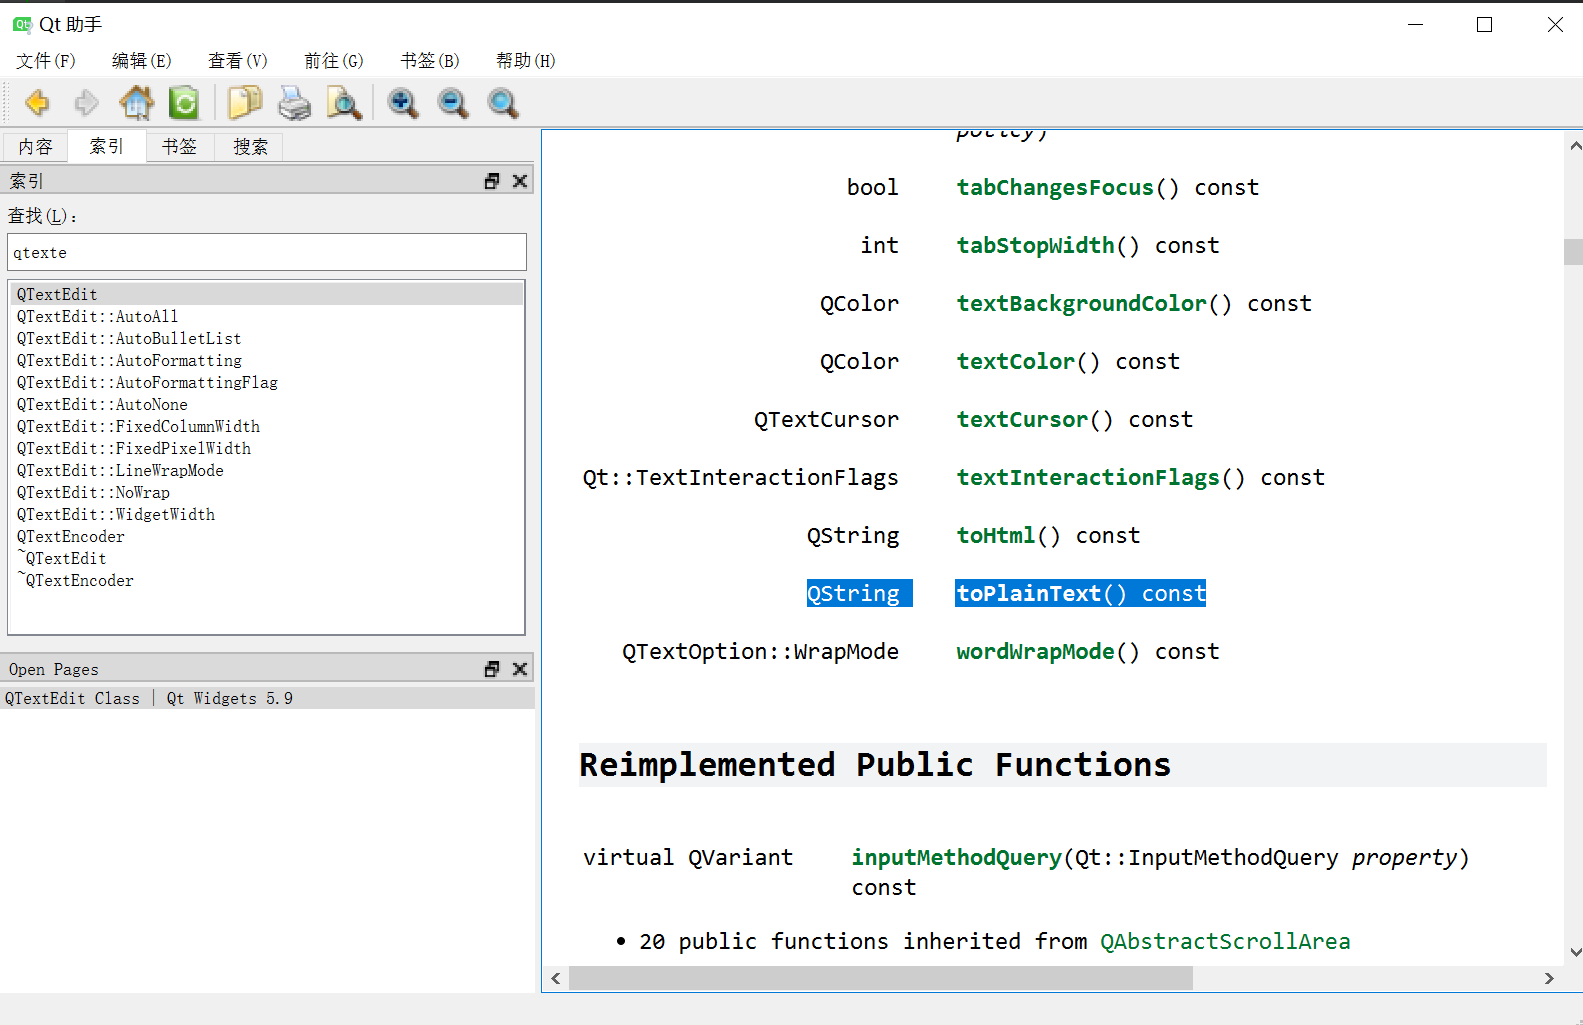 Qt 助手
文件(F) 编辑(E) 查看(V) 前往(G) 书签(B) 帮助(H)
内容 索引 书签 搜索
索引
查找(L):
qtexte
QTextEdit
QTextEdit::AutoAll
QTextEdit::AutoBulletList
QTextEdit::AutoFormatting
QTextEdit::AutoFormattingFlag
QTextEdit::AutoNone
QTextEdit::FixedColumnWidth
QTextEdit::FixedPixelWidth
QTextEdit::LineWrapMode
QTextEdit::NoWrap
QTextEdit::WidgetWidth
QTextEncoder
~QTextEdit
~QTextEncoder
Open Pages
QTextEdit Class | Qt Widgets 5.9
policy)
bool tabChangesFocus() const
int tabStopWidth() const
QColor textBackgroundColor() const
QColor textColor() const
QTextCursor textCursor() const
Qt::TextInteractionFlags textInteractionFlags() const
QString toHtml() const
QString toPlainText() const
QTextOption::WrapMode wordWrapMode() const
Reimplemented Public Functions
virtual QVariant inputMethodQuery(Qt::InputMethodQuery property)
const
• 20 public functions inherited from QAbstractScrollArea